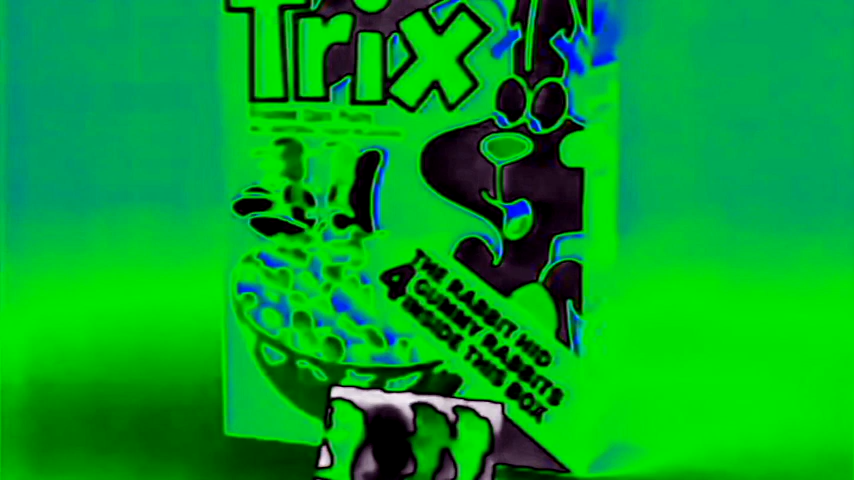 Trix
THE RABBIT HID
4 GUMMY RABBITS
INSIDE THIS BOX